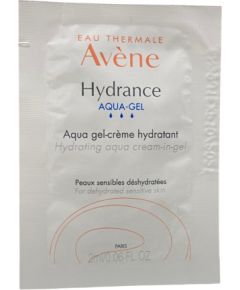 EAU THERMALE
Avène
Hydrance
AQUA-GEL
Aqua gel-crème hydratant
Hydrating aqua cream-in-gel
Peaux sensibles déshydratées
For dehydrated sensitive skin
PARIS
2ml/0.06 FL. OZ